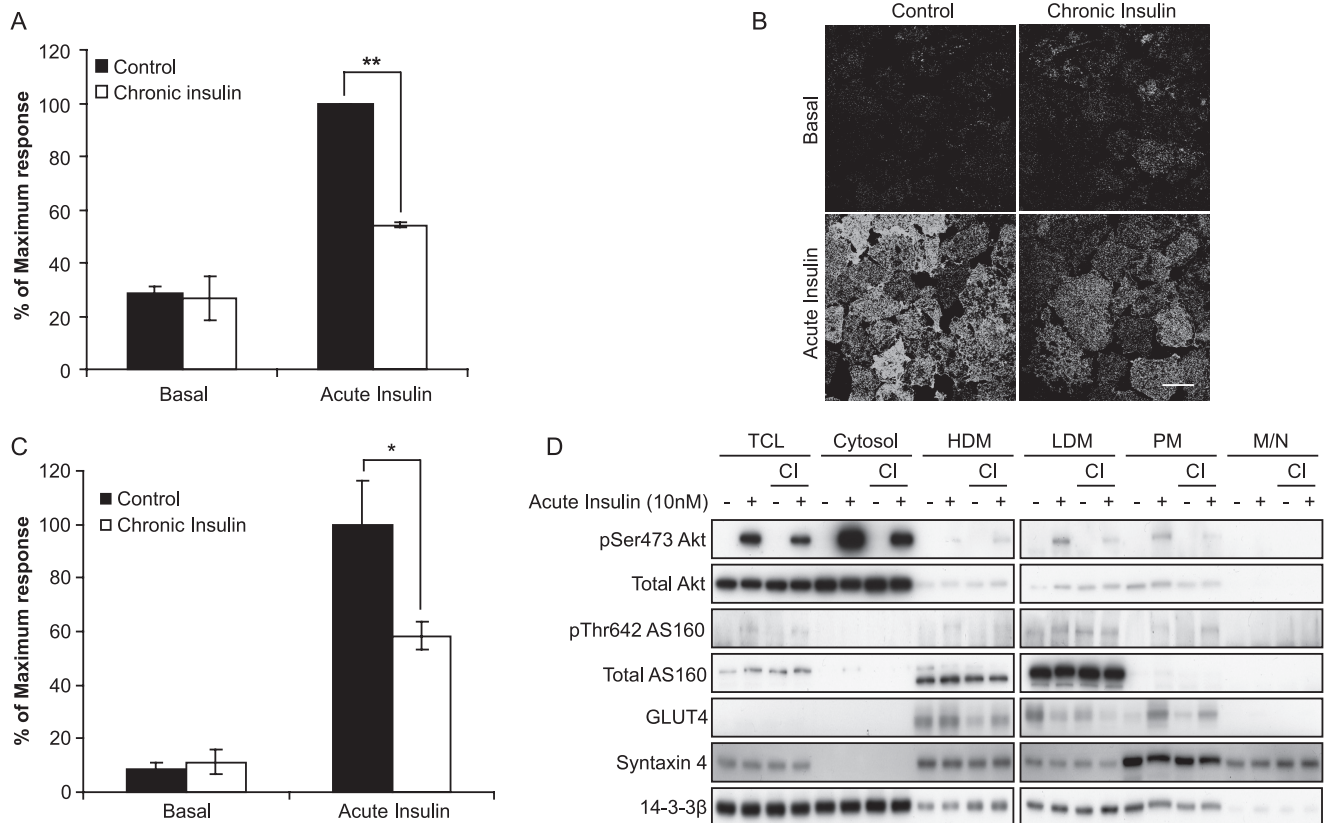 A
% of Maximum response
120
100
80
60
40
20
0
Control
Chronic insulin
**
Basal
Acute Insulin
B
Control
Chronic Insulin
Basal
Acute Insulin
C
% of Maximum response
120
100
80
60
40
20
0
Control
Chronic Insulin
*
Basal
Acute Insulin
D
TCL Cytosol HDM LDM PM M/N
CI CI CI CI CI CI
Acute Insulin (10nM) - + - + - + - + - + - + - + - + - + - + - + - +
pSer473 Akt
Total Akt
pThr642 AS160
Total AS160
GLUT4
Syntaxin 4
14-3-3β